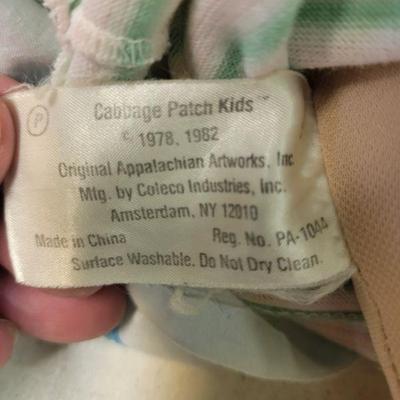 P
Cabbage Patch Kids™
©, 1978, 1982
Original Appalachian Artworks, Inc
Mfg. by Coleco Industries, Inc.
Amsterdam, NY 12010
Made in China Reg. No. PA-1044
Surface Washable. Do Not Dry Clean.